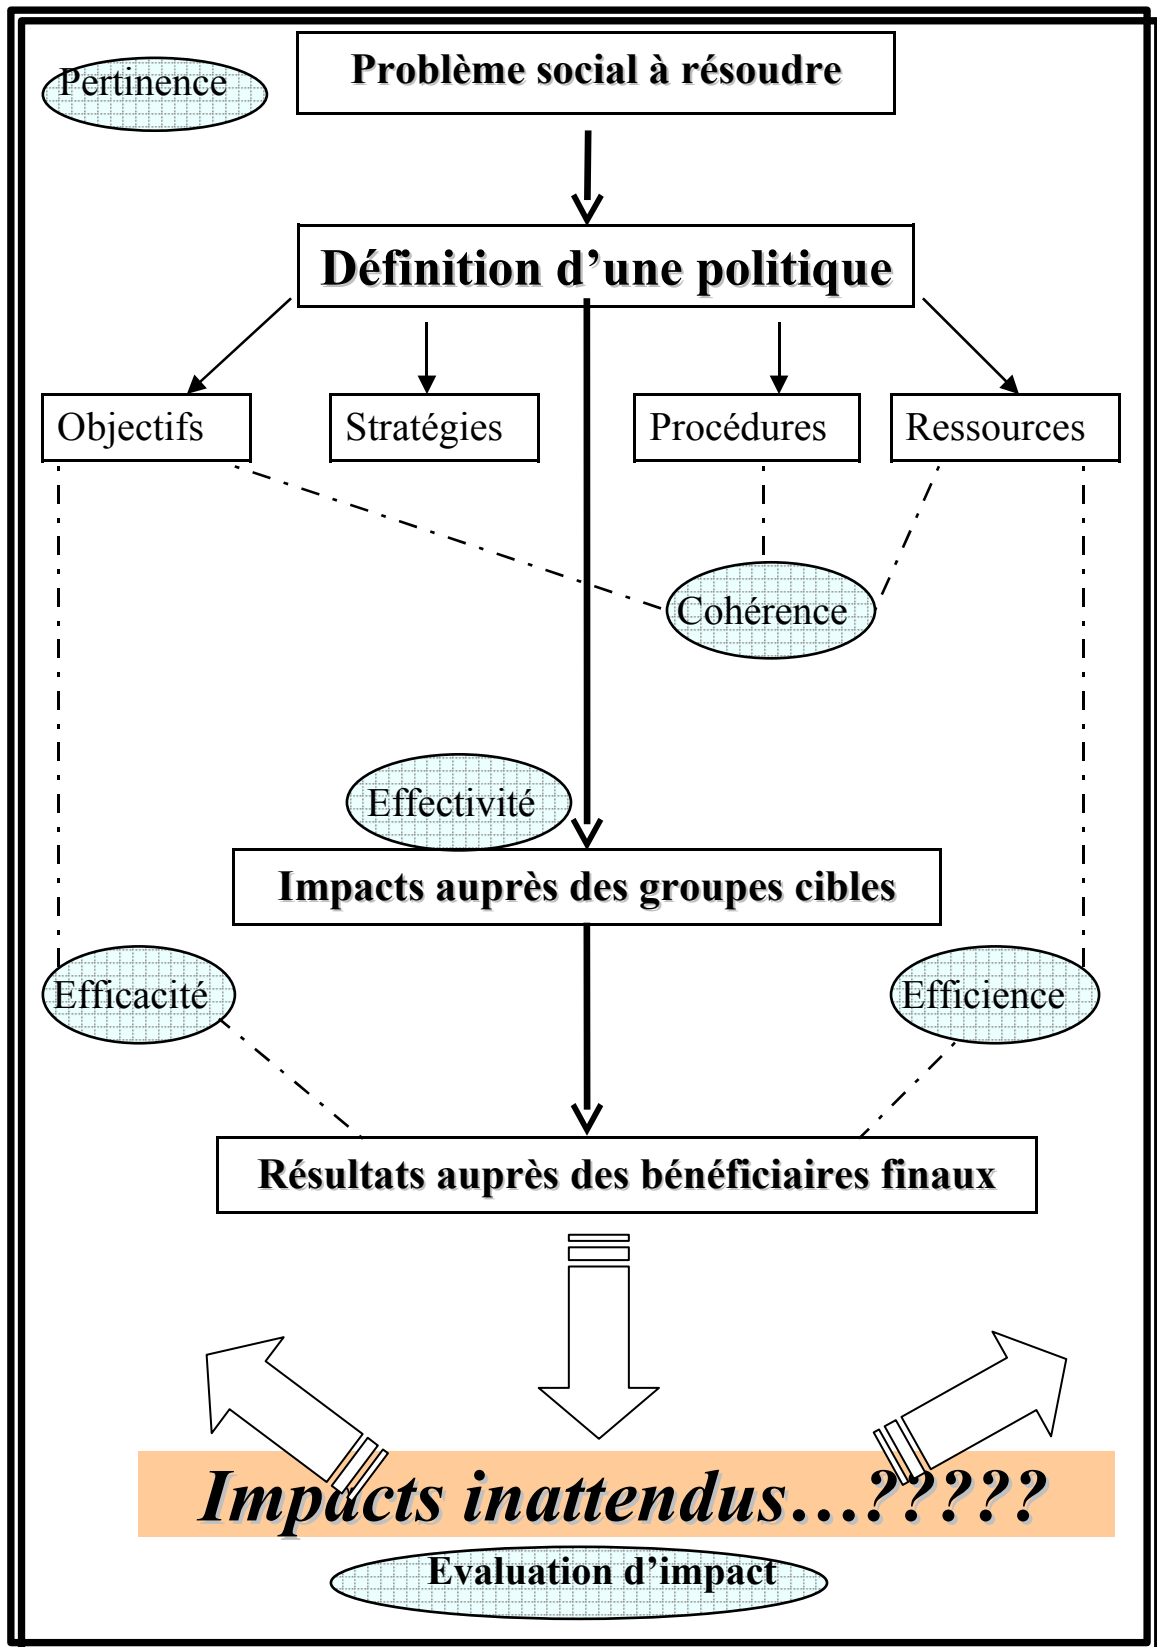 Pertinence
Problème social à résoudre
Définition d’une politique
Objectifs
Stratégies
Procédures
Ressources
Cohérence
Effectivité
Impacts auprès des groupes cibles
Efficacité
Efficience
Résultats auprès des bénéficiaires finaux
Impacts inattendus…?????
Evaluation d’impact